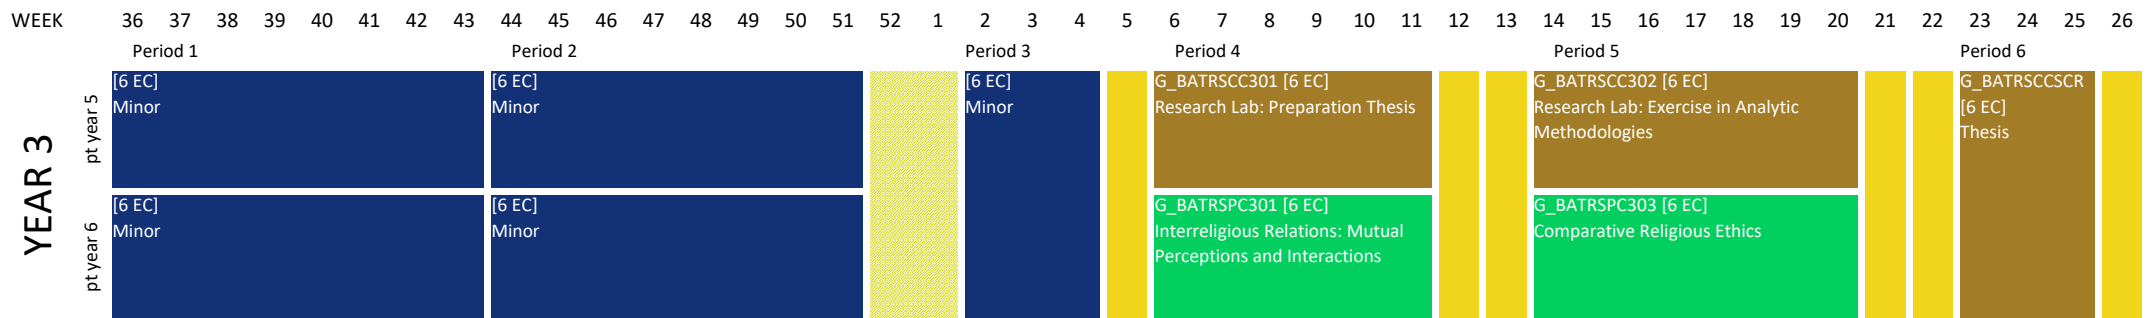 WEEK 36 37 38 39 40 41 42 43 44 45 46 47 48 49 50 51 52 1 2 3 4 5 6 7 8 9 10 11 12 13 14 15 16 17 18 19 20 21 22 23 24 25 26
Period 1 Period 2 Period 3 Period 4 Period 5 Period 6
YEAR 3
pt year 5
[6 EC]
Minor
[6 EC]
Minor
[6 EC]
Minor
G_BATRSCC301 [6 EC]
Research Lab: Preparation Thesis
G_BATRSCC302 [6 EC]
Research Lab: Exercise in Analytic
Methodologies
G_BATRSCCSCR
[6 EC]
Thesis
pt year 6
[6 EC]
Minor
[6 EC]
Minor
G_BATRSPC301 [6 EC]
Interreligious Relations: Mutual
Perceptions and Interactions
G_BATRSPC303 [6 EC]
Comparative Religious Ethics